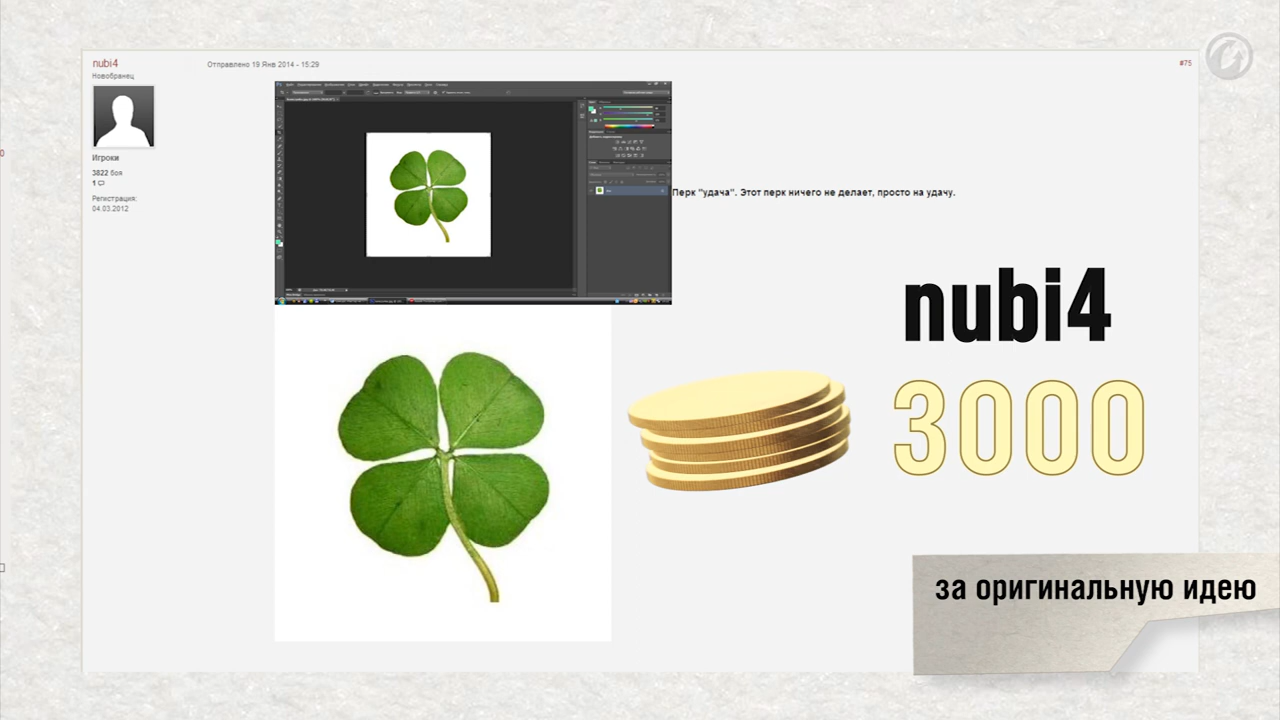 nubi4
Отправлено 19 Янв 2014 - 15:29
#75
Новобранец
Игроки
3822 боя
1
Регистрация:
04.03.2012
Перк "удача". Этот перк ничего не делает, просто на удачу.
nubi4
3000
за оригинальную идею